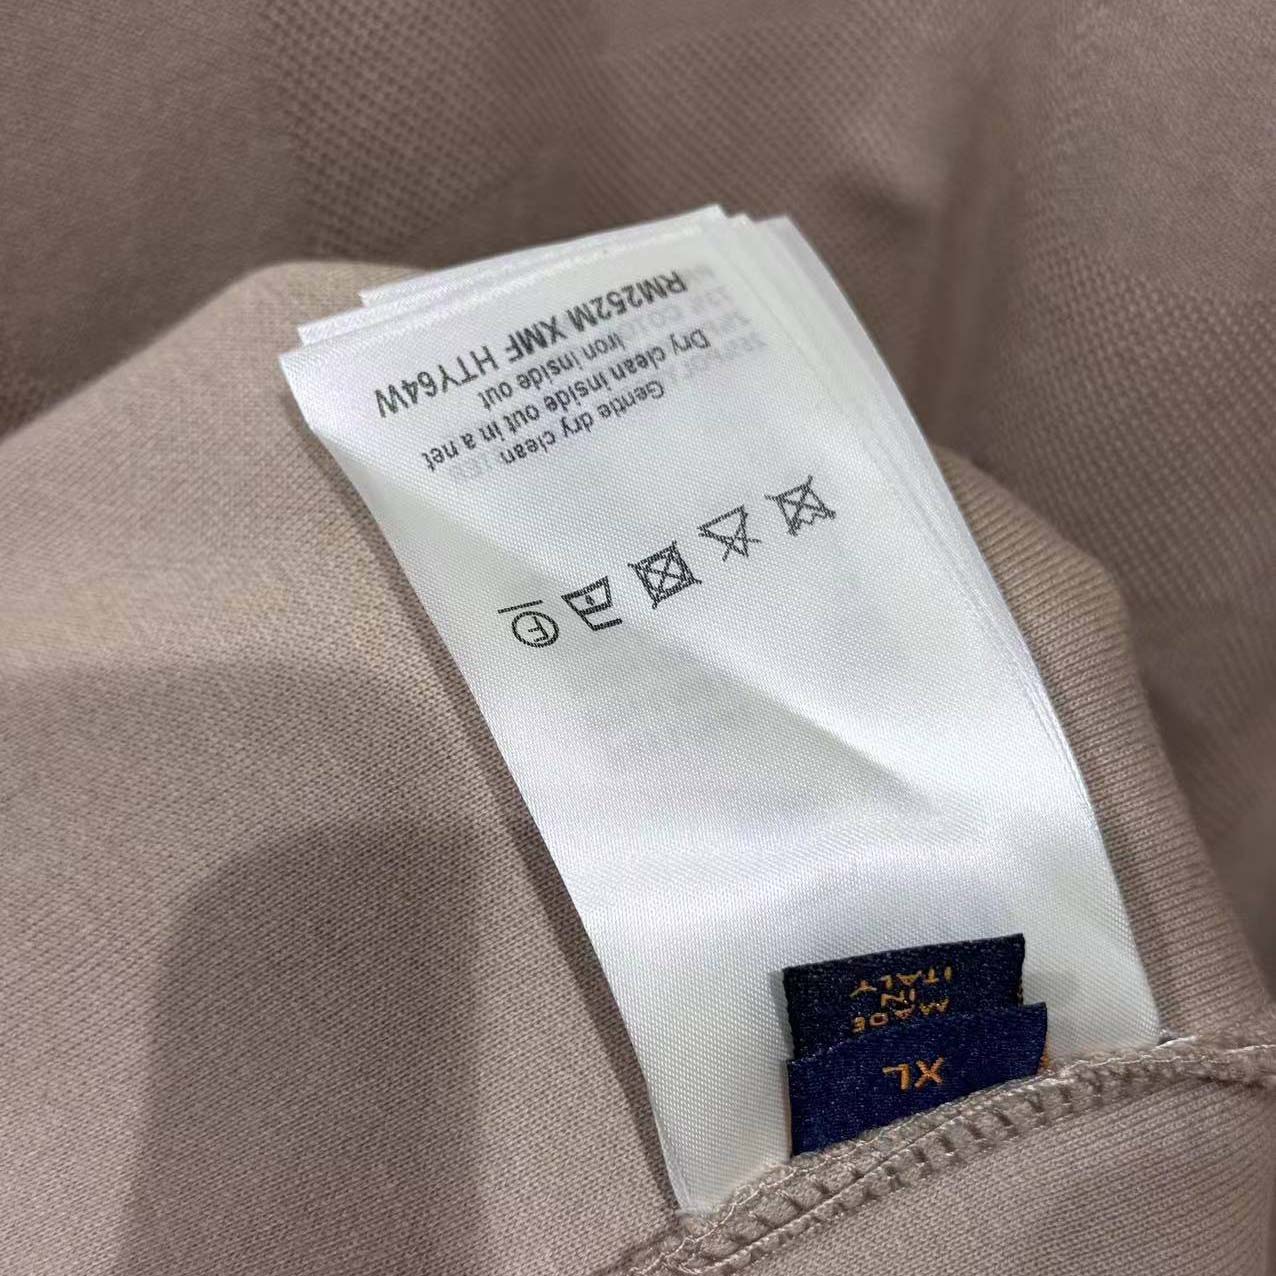 RM252M XMF HTY64W
Iron inside out
Dry clean inside out in a net
Gentle dry clean
F
MADE
IN
ITALY
XL